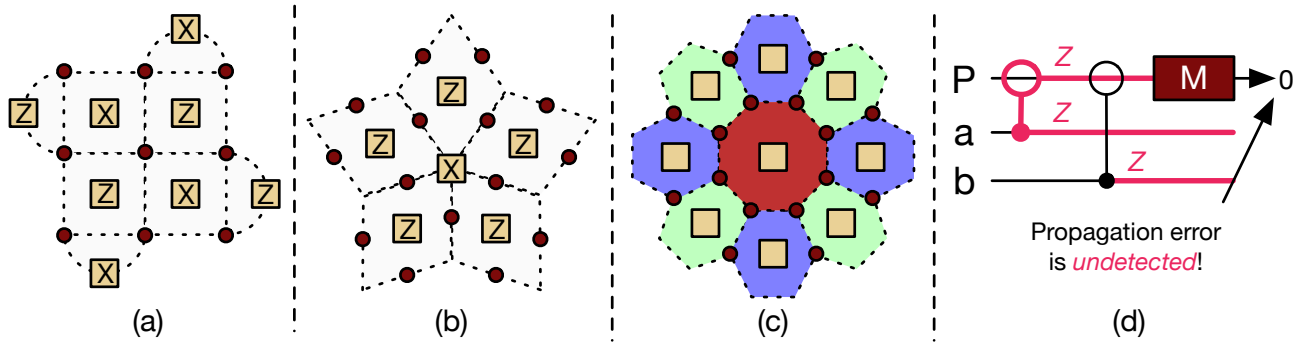 X
Z X Z
Z X Z
X
(a)
Z
Z Z
X
Z Z
(b)
(c)
Z
P M 0
Z
a
Z
b
Propagation error
is undetected!
(d)